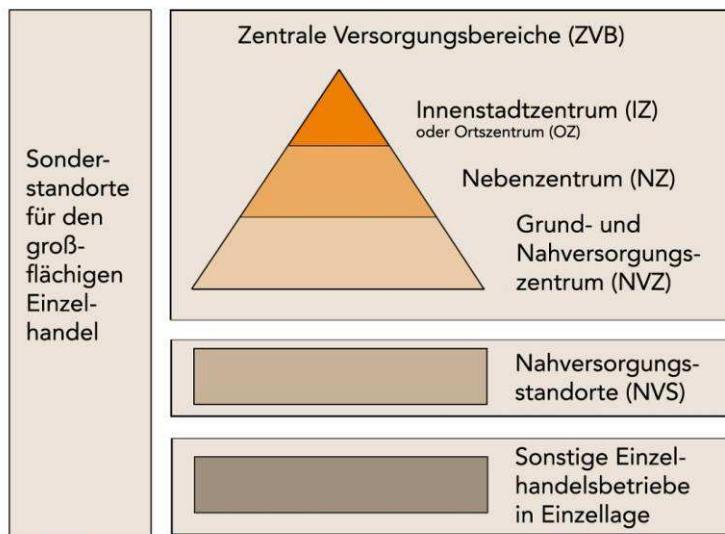 Sonder-
standorte
für den
groß-
flächigen
Einzel-
handel
Zentrale Versorgungsbereiche (ZVB)
Innenstadtzentrum (IZ)
oder Ortszentrum (OZ)
Nebenzentrum (NZ)
Grund- und
Nahversorgungs-
zentrum (NVZ)
Nahversorgungs-
standorte (NVS)
Sonstige Einzel-
handelsbetriebe
in Einzellage